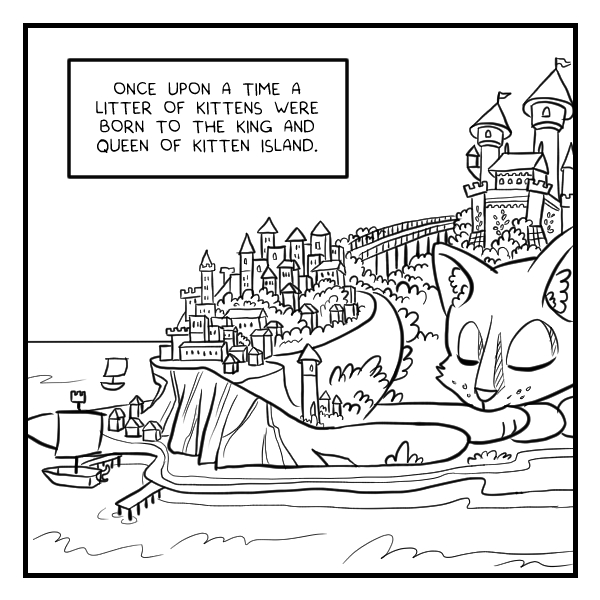 ONCE UPON A TIME A
LITTER OF KITTENS WERE
BORN TO THE KING AND
QUEEN OF KITTEN ISLAND.